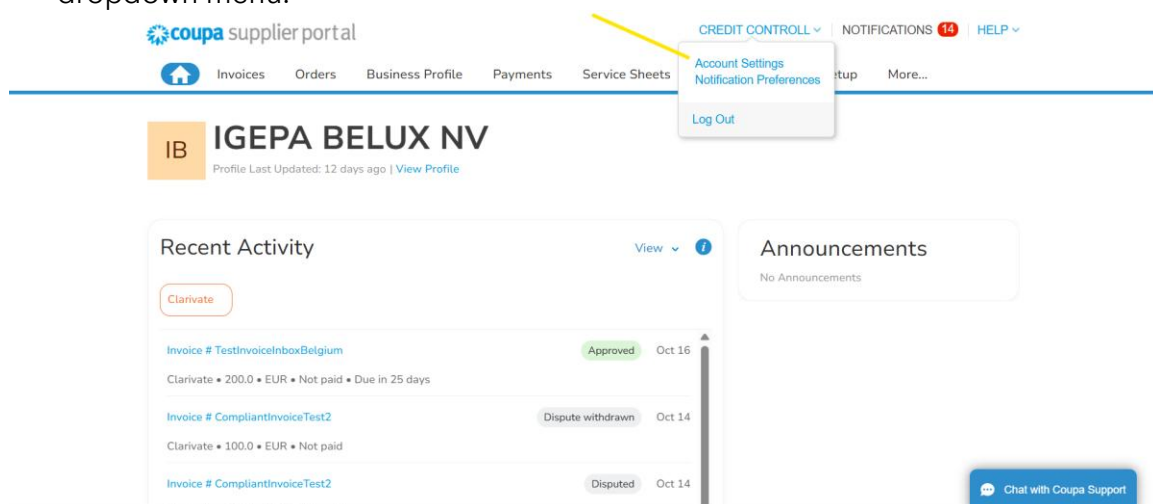 dropdown menu.
coupa supplier portal
CREDIT CONTROLL
NOTIFICATIONS 14
HELP
Invoices Orders Business Profile Payments Service Sheets tup More...
Account Settings
Notification Preferences
Log Out
IB
IGEPA BELUX NV
Profile Last Updated: 12 days ago | View Profile
Recent Activity
View
i
Clarivate
Invoice # TestInvoiceInboxBelgium Approved Oct 16
Clarivate • 200.0 • EUR • Not paid • Due in 25 days
Invoice # CompliantInvoiceTest2 Dispute withdrawn Oct 14
Clarivate • 100.0 • EUR • Not paid
Invoice # CompliantInvoiceTest2 Disputed Oct 14
Announcements
No Announcements
Chat with Coupa Support